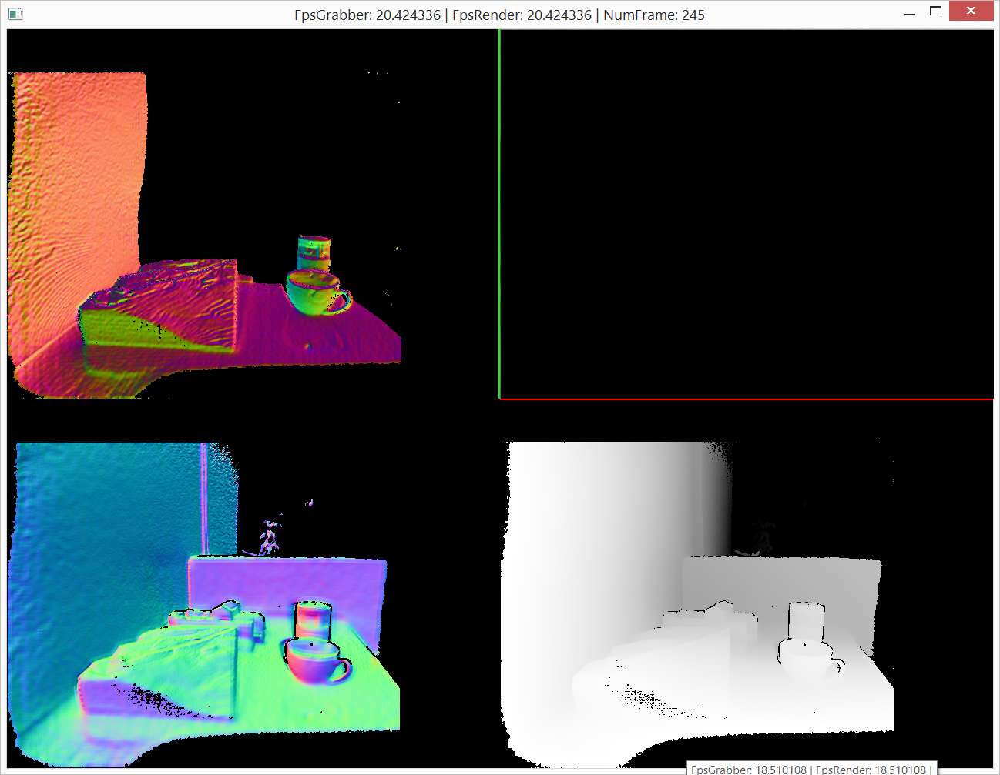 FpsGrabber: 20.424336 | FpsRender: 20.424336 | NumFrame: 245
FpsGrabber: 18.510108 | FpsRender: 18.510108 |